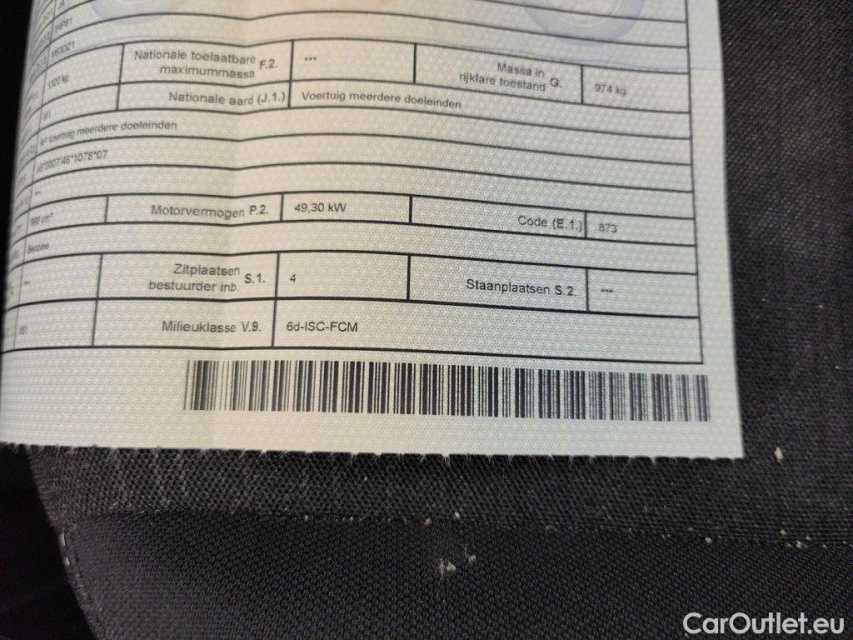 Nationale toelaatbare maximummassa F.2. ---
Massa in rijklare toestand G. 974 kg
Nationale aard (J.1.) Voertuig meerdere doeleinden
Voertuig meerdere doeleinden
Motorvermogen P.2. 49,30 kW
Code (E.1.) 873
Benzine
Zitplaatsen bestuurder inb. S.1. 4
Staanplaatsen S.2. ---
Milieuklasse V.9. 6d-ISC-FCM
CarOutlet.eu